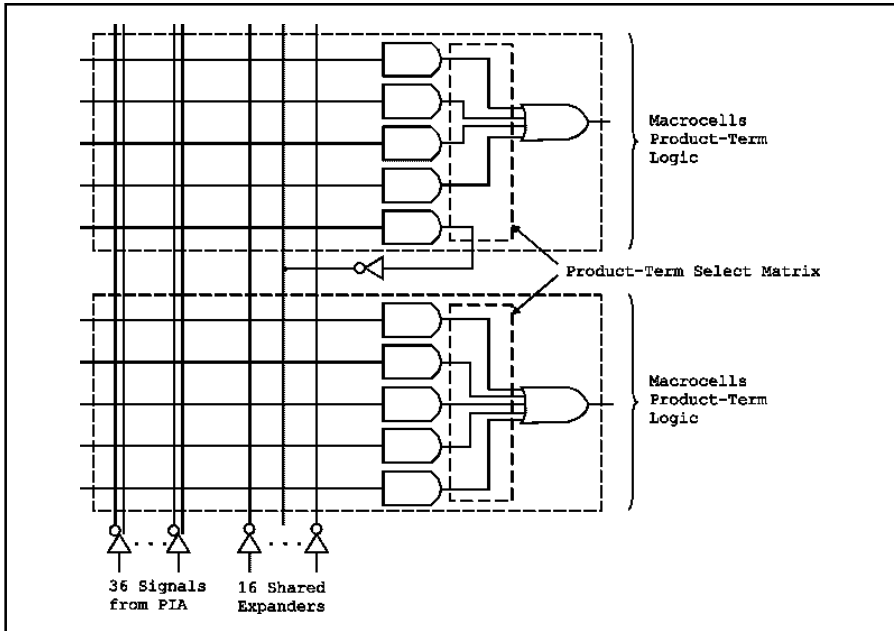 Macrocells
Product-Term
Logic
Product-Term Select Matrix
Macrocells
Product-Term
Logic
36 Signals
from PIA
16 Shared
Expanders